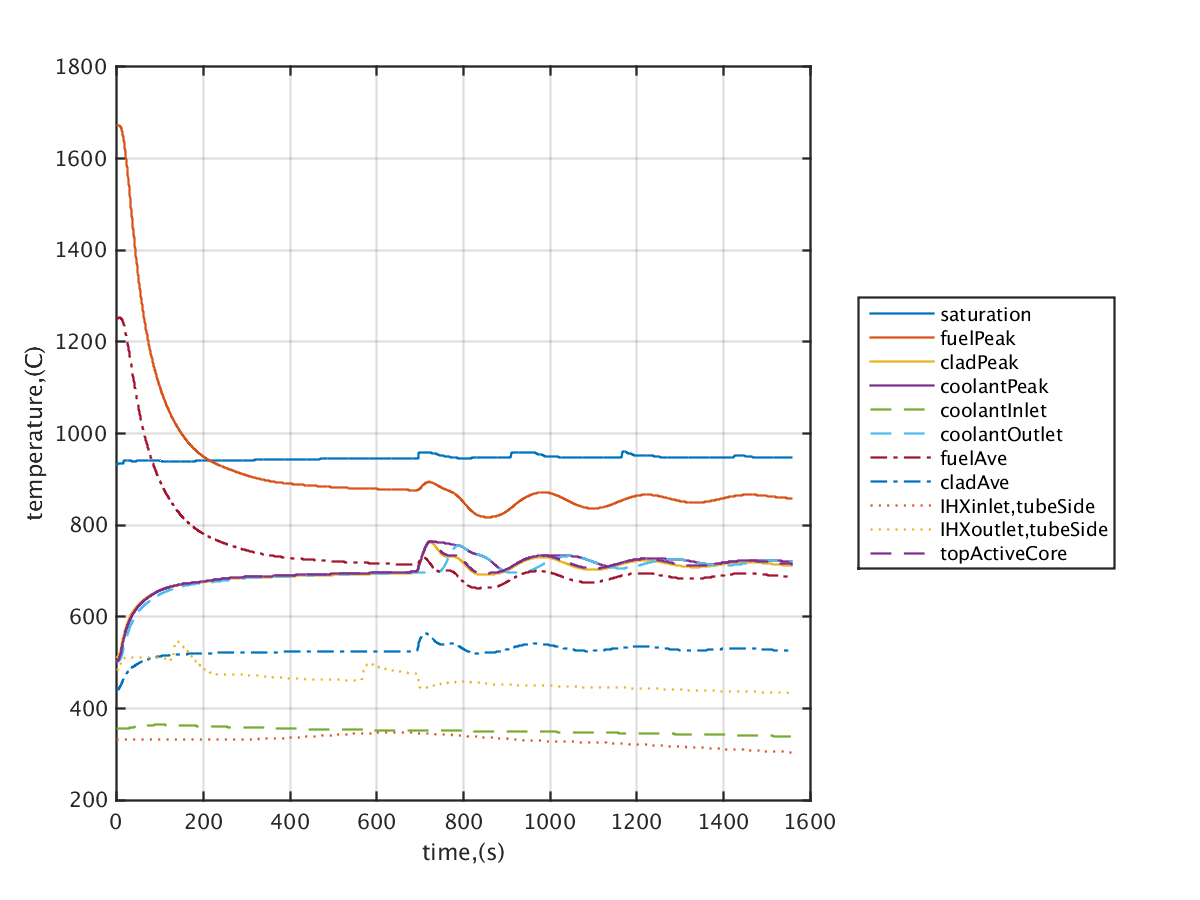 1800
1600
1400
1200
1000
800
600
400
200
temperature,(C)
0 200 400 600 800 1000 1200 1400 1600
time,(s)
saturation
fuelPeak
cladPeak
coolantPeak
coolantInlet
coolantOutlet
fuelAve
cladAve
IHXinlet,tubeSide
IHXoutlet,tubeSide
topActiveCore